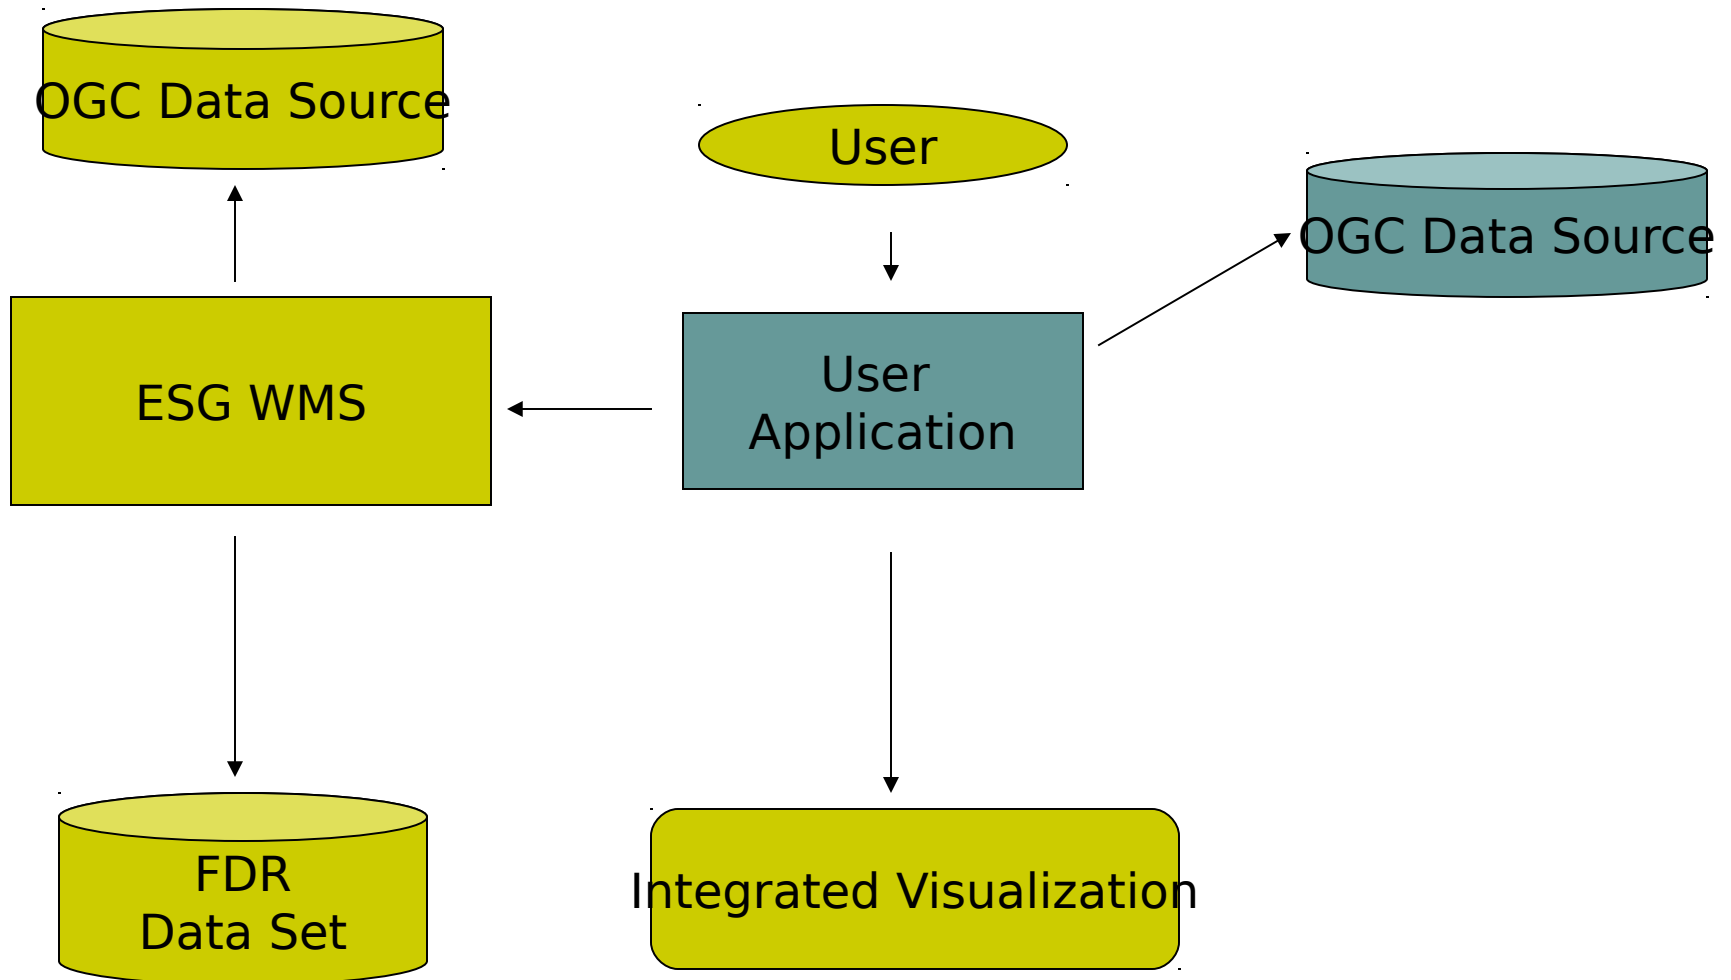 OGC Data Source
User
OGC Data Source
ESG WMS
User
Application
FDR
Data Set
Integrated Visualization